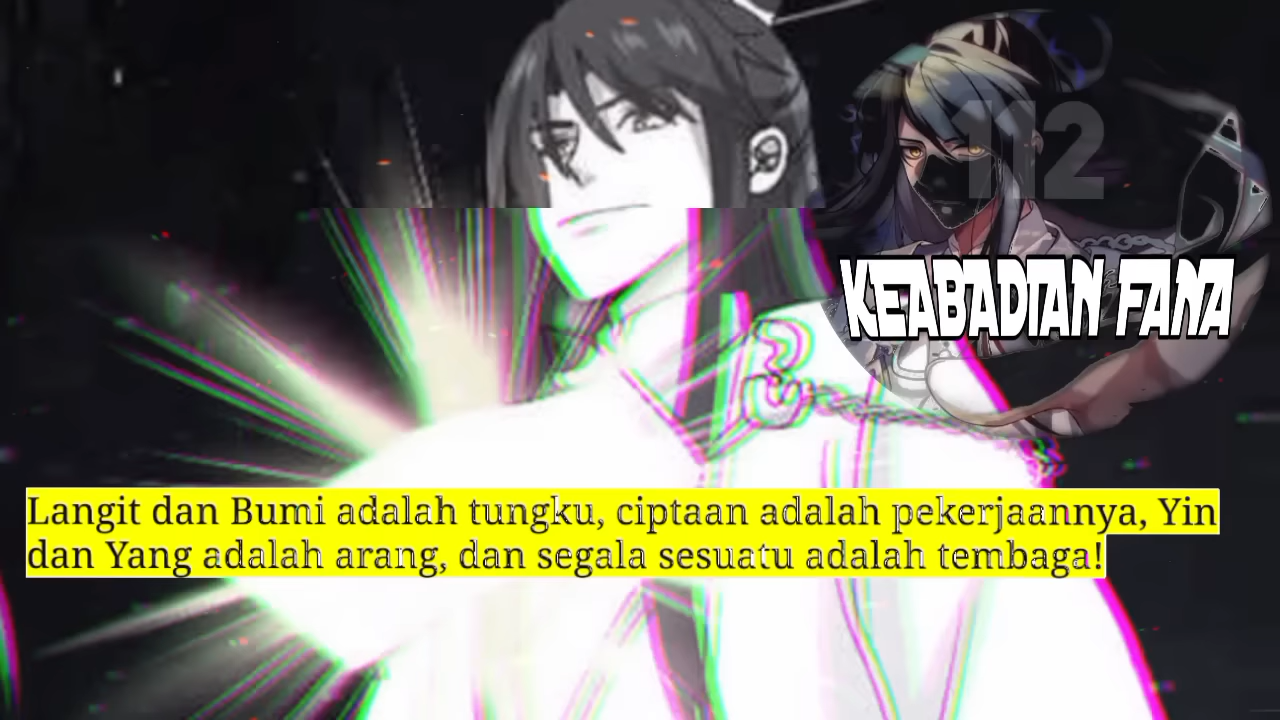 112
KEABADIAN FANA
Langit dan Bumi adalah tungku, ciptaan adalah pekerjaannya, Yin
dan Yang adalah arang, dan segala sesuatu adalah tembaga!